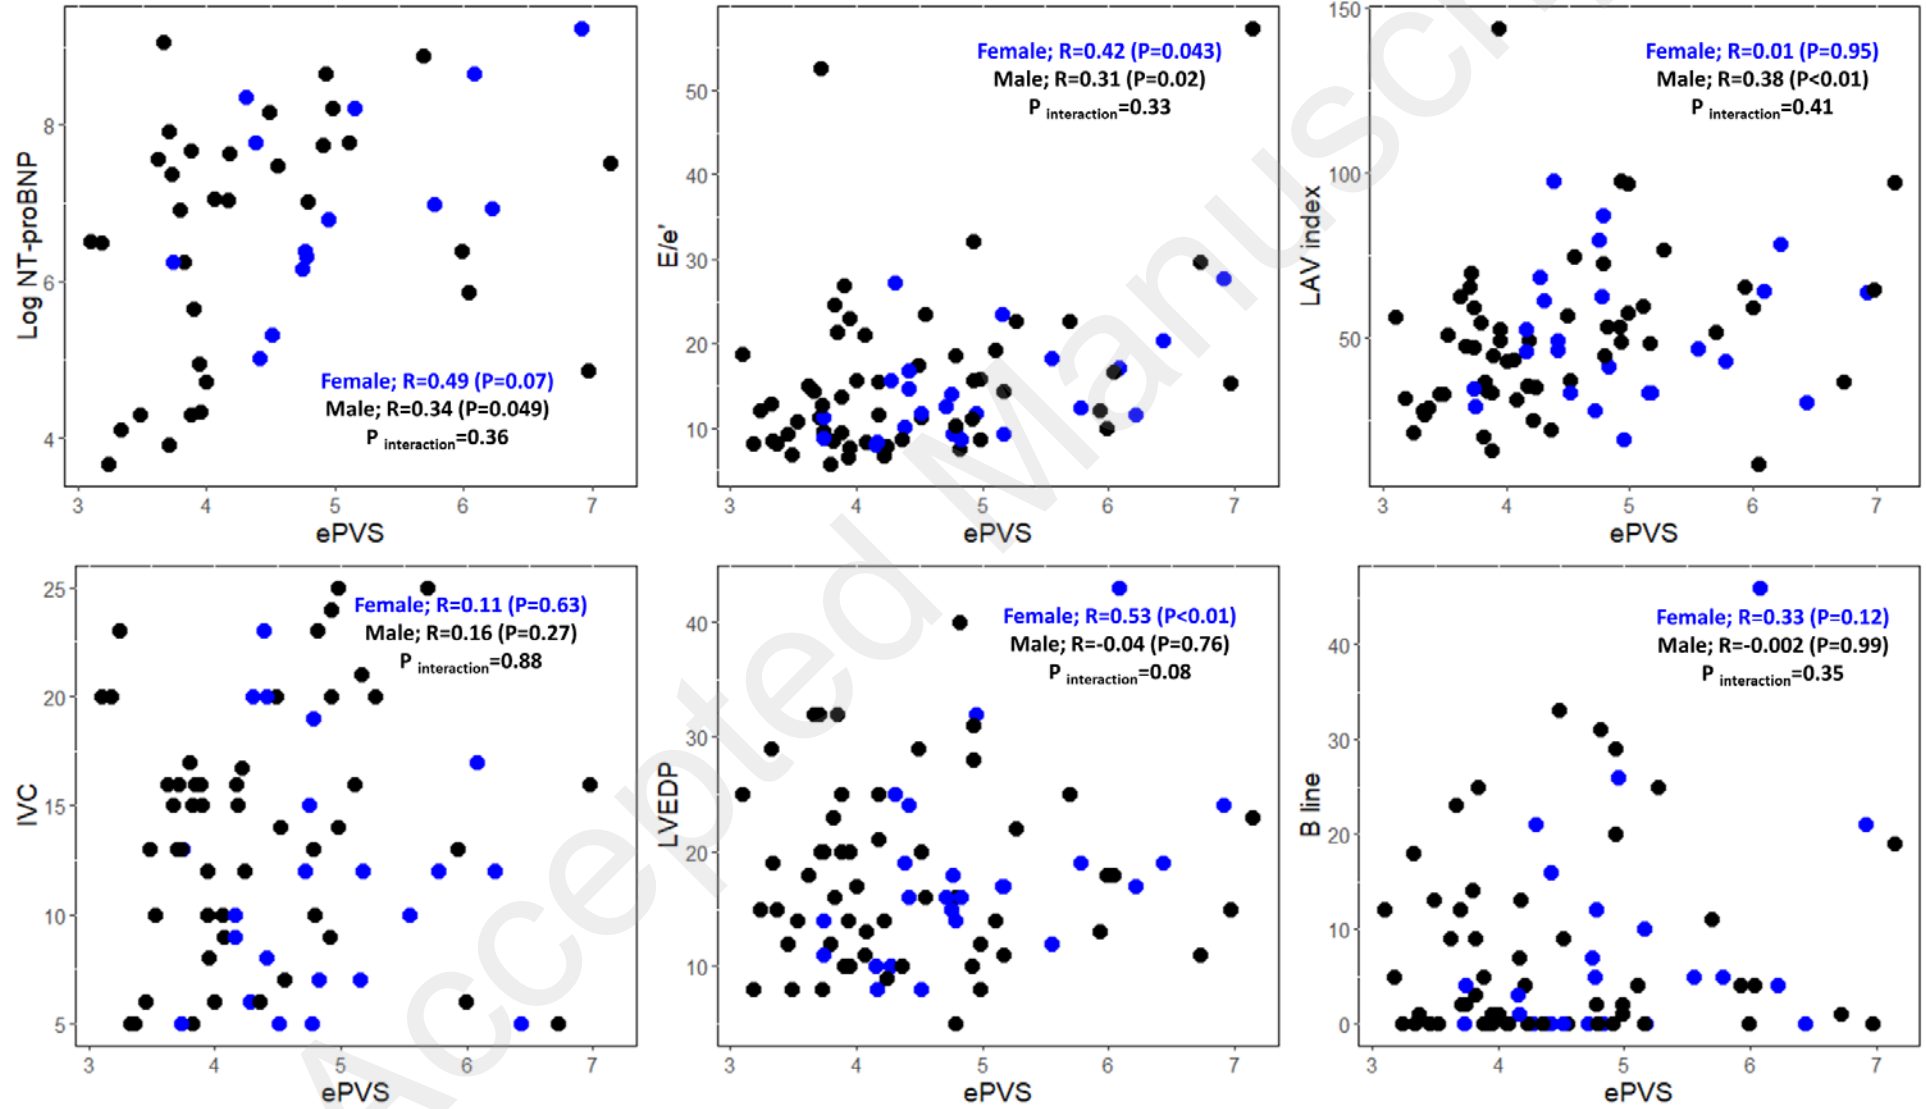 8
6
4
Log NT-proBNP
Female; R=0.49 (P=0.07)
Male; R=0.34 (P=0.049)
P interaction=0.36
3 4 5 6 7
ePVS
50
40
30
20
10
E/e'
Female; R=0.42 (P=0.043)
Male; R=0.31 (P=0.02)
P interaction=0.33
3 4 5 6 7
ePVS
150
100
50
LAV index
Female; R=0.01 (P=0.95)
Male; R=0.38 (P<0.01)
P interaction=0.41
3 4 5 6 7
ePVS
25
20
15
10
5
IVC
Female; R=0.11 (P=0.63)
Male; R=0.16 (P=0.27)
P interaction=0.88
3 4 5 6 7
ePVS
40
30
20
10
LVEDP
Female; R=0.53 (P<0.01)
Male; R=-0.04 (P=0.76)
P interaction=0.08
3 4 5 6 7
ePVS
40
30
20
10
0
B line
Female; R=0.33 (P=0.12)
Male; R=-0.002 (P=0.99)
P interaction=0.35
3 4 5 6 7
ePVS
Accepted Manuscri